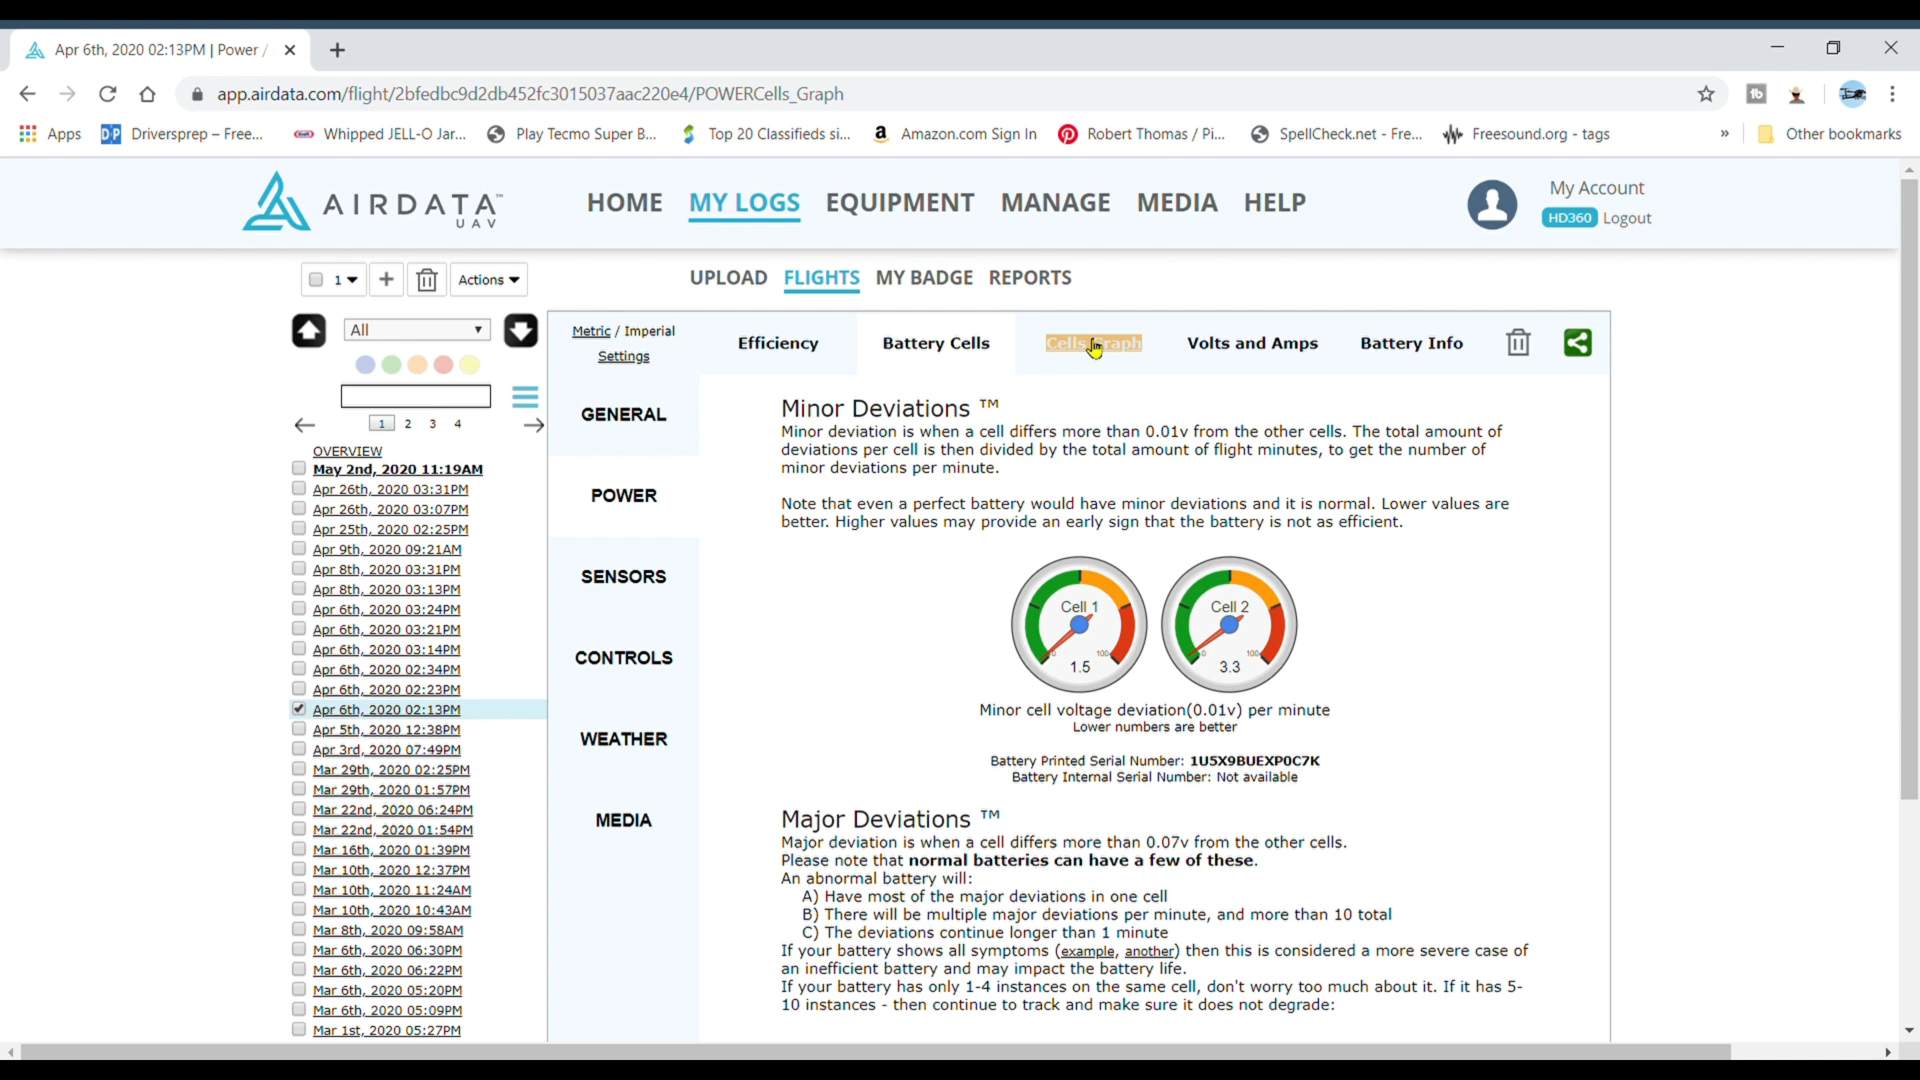 Apr 6th, 2020 02:13PM | Power /
app.airdata.com/flight/2bfedbc9d2db452fc3015037aac220e4/POWERCells_Graph
Apps
DP Driversprep – Free...
Whipped JELL-O Jar...
Play Tecmo Super B...
Top 20 Classifieds si...
Amazon.com Sign In
Robert Thomas / Pi...
SpellCheck.net - Fre...
Freesound.org - tags
»
Other bookmarks
AIRDATA™
UAV
HOME MY LOGS EQUIPMENT MANAGE MEDIA HELP
My Account
HD360 Logout
1 Actions
UPLOAD FLIGHTS MY BADGE REPORTS
All
1 2 3 4
OVERVIEW
May 2nd, 2020 11:19AM
Apr 26th, 2020 03:31PM
Apr 26th, 2020 03:07PM
Apr 25th, 2020 02:25PM
Apr 9th, 2020 09:21AM
Apr 8th, 2020 03:31PM
Apr 8th, 2020 03:13PM
Apr 6th, 2020 03:24PM
Apr 6th, 2020 03:21PM
Apr 6th, 2020 03:14PM
Apr 6th, 2020 02:34PM
Apr 6th, 2020 02:23PM
Apr 6th, 2020 02:13PM
Apr 5th, 2020 12:38PM
Apr 3rd, 2020 07:49PM
Mar 29th, 2020 02:25PM
Mar 29th, 2020 01:57PM
Mar 22nd, 2020 06:24PM
Mar 22nd, 2020 01:54PM
Mar 16th, 2020 01:39PM
Mar 10th, 2020 12:37PM
Mar 10th, 2020 11:24AM
Mar 10th, 2020 10:43AM
Mar 8th, 2020 09:58AM
Mar 6th, 2020 06:30PM
Mar 6th, 2020 06:22PM
Mar 6th, 2020 05:20PM
Mar 6th, 2020 05:09PM
Mar 1st, 2020 05:27PM
Metric / Imperial
Settings
GENERAL
POWER
SENSORS
CONTROLS
WEATHER
MEDIA
Efficiency Battery Cells Cells Graph Volts and Amps Battery Info
Minor Deviations ™
Minor deviation is when a cell differs more than 0.01v from the other cells. The total amount of
deviations per cell is then divided by the total amount of flight minutes, to get the number of
minor deviations per minute.
Note that even a perfect battery would have minor deviations and it is normal. Lower values are
better. Higher values may provide an early sign that the battery is not as efficient.
Cell 1
0 100
1.5
Cell 2
0 100
3.3
Minor cell voltage deviation(0.01v) per minute
Lower numbers are better
Battery Printed Serial Number: 1U5X9BUEXP0C7K
Battery Internal Serial Number: Not available
Major Deviations ™
Major deviation is when a cell differs more than 0.07v from the other cells.
Please note that normal batteries can have a few of these.
An abnormal battery will:
A) Have most of the major deviations in one cell
B) There will be multiple major deviations per minute, and more than 10 total
C) The deviations continue longer than 1 minute
If your battery shows all symptoms (example, another) then this is considered a more severe case of
an inefficient battery and may impact the battery life.
If your battery has only 1-4 instances on the same cell, don't worry too much about it. If it has 5-
10 instances - then continue to track and make sure it does not degrade: